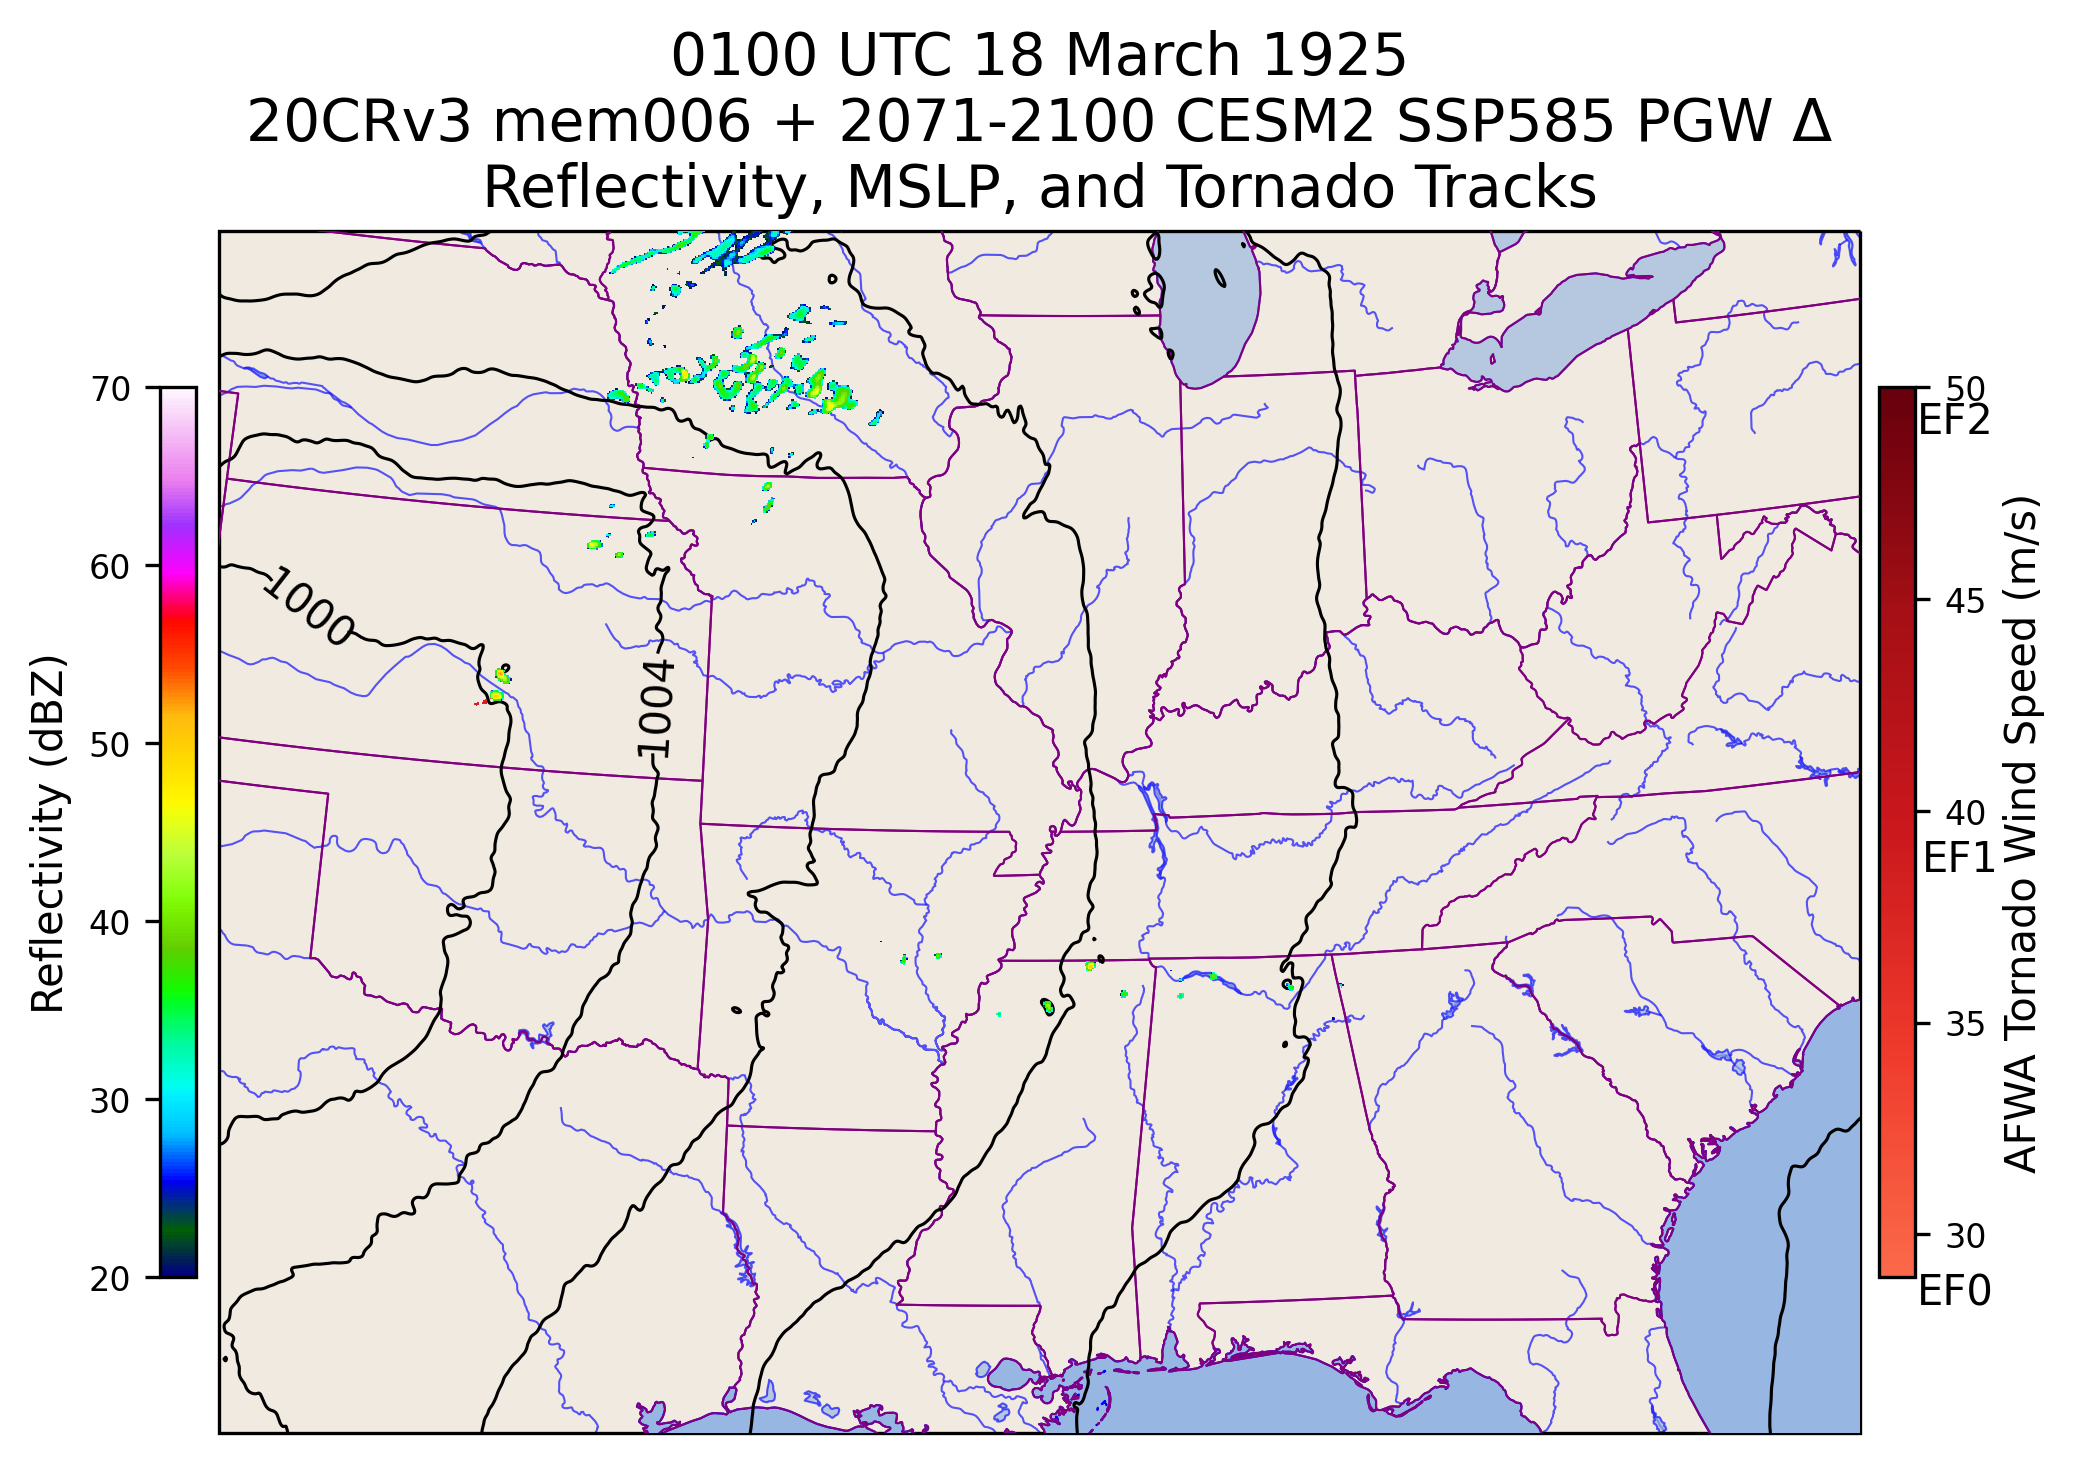 0100 UTC 18 March 1925
20CRv3 mem006 + 2071-2100 CESM2 SSP585 PGW Δ
Reflectivity, MSLP, and Tornado Tracks
70
60
50
40
30
20
Reflectivity (dBZ)
1000
1004
50
EF2
45
40
EF1
35
30
EF0
AFWA Tornado Wind Speed (m/s)